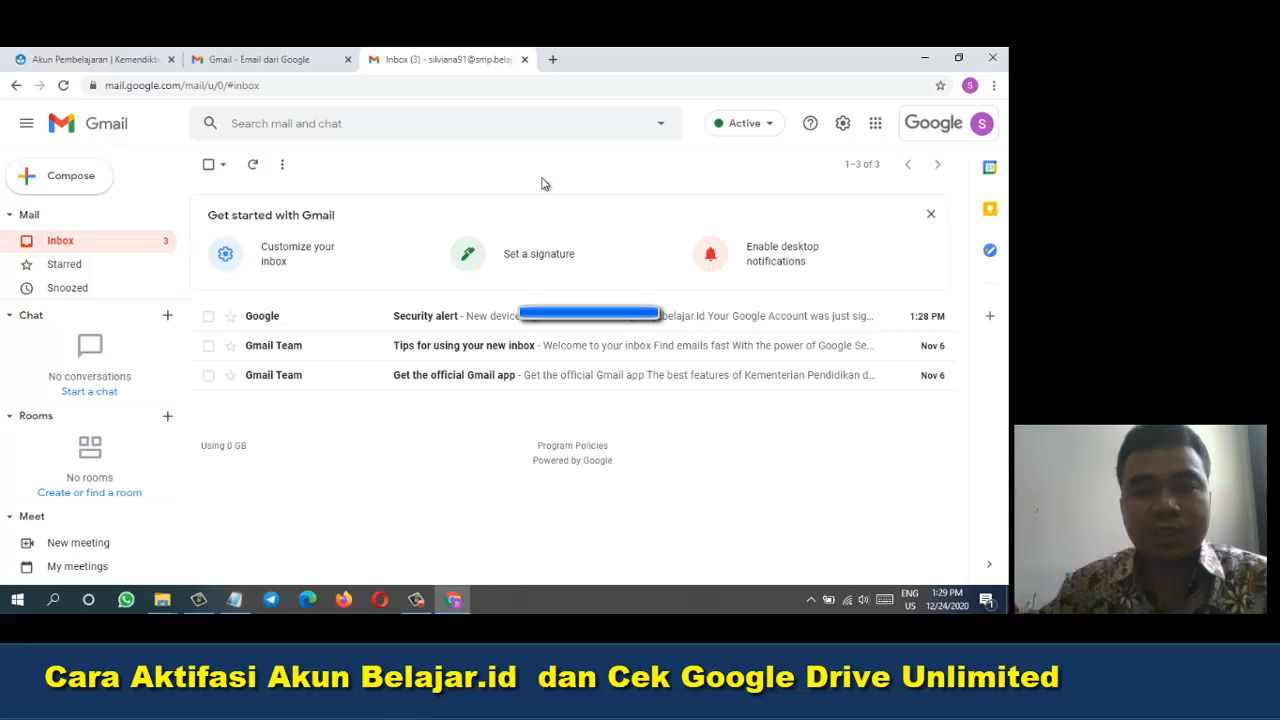 Akun Pembelajaran | Kemendikb
Gmail - Email dari Google
Inbox (3) - silviana91@smp.belaj
mail.google.com/mail/u/0/#inbox
S
Gmail
Search mail and chat
Active
Google
S
Compose
1–3 of 3
Mail
Get started with Gmail
Inbox 3
Customize your
inbox
Set a signature
Enable desktop
notifications
Starred
Snoozed
Chat
Google Security alert - New device belajar.id Your Google Account was just sig... 1:28 PM
Gmail Team Tips for using your new inbox - Welcome to your inbox Find emails fast With the power of Google Se... Nov 6
No conversations
Gmail Team Get the official Gmail app - Get the official Gmail app The best features of Kementerian Pendidikan d... Nov 6
Start a chat
Rooms
Using 0 GB
Program Policies
Powered by Google
No rooms
Create or find a room
Meet
New meeting
My meetings
ENG
US
1:29 PM
12/24/2020
Cara Aktifasi Akun Belajar.id dan Cek Google Drive Unlimited